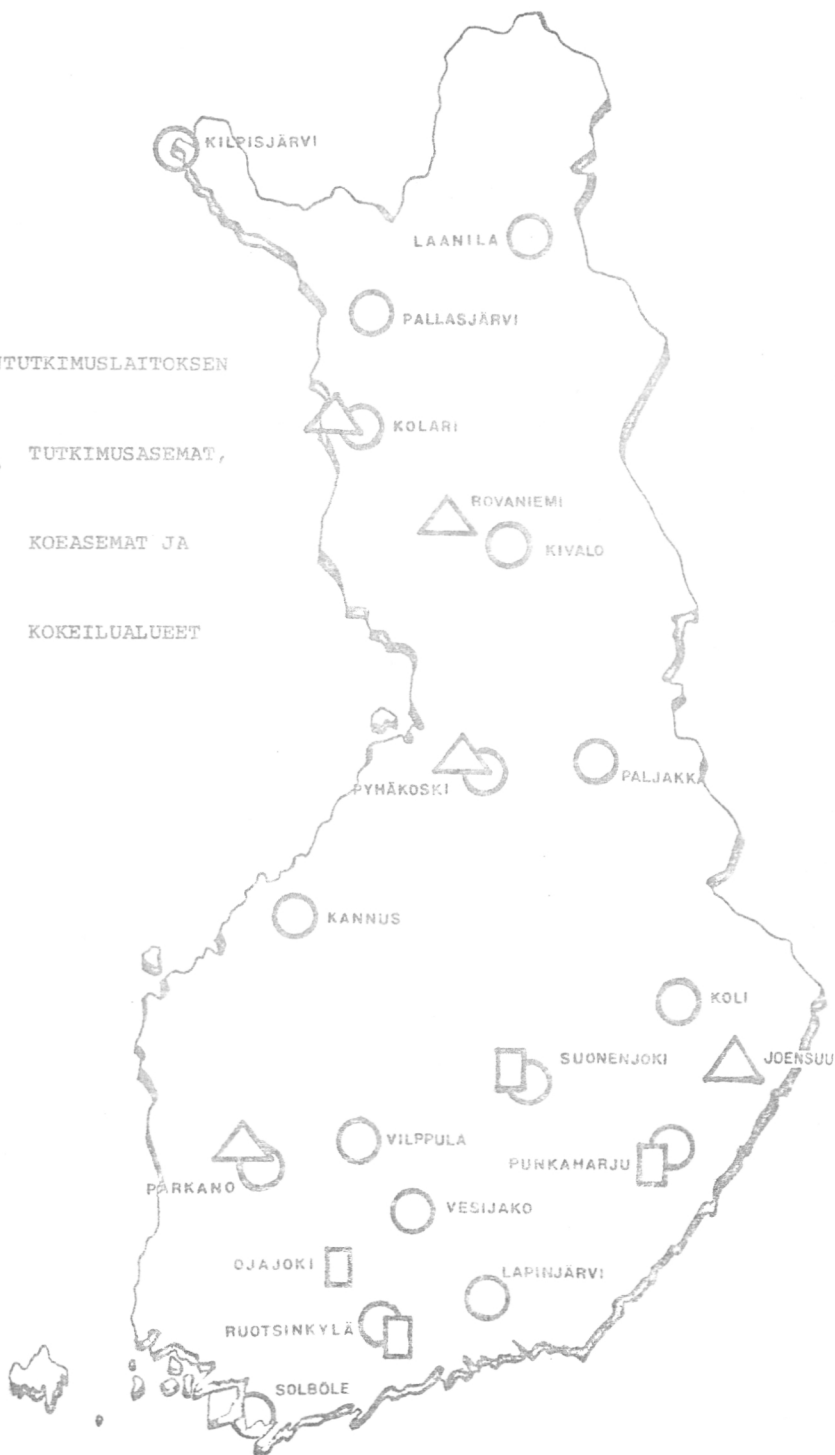 KILPISJÄRVI
LAANILA
PALLASJÄRVI
NTUTKIMUSLAITOKSEN
KOLARI
TUTKIMUSASEMAT,
ROVANIEMI
KOEASEMAT JA
KIVALO
KOKEILUALUEET
PYHÄKOSKI
PALJAKKA
KANNUS
KOLI
SUONENJOKI
JOENSUU
VILPPULA
PUNKAHARJU
PARKANO
VESIJAKO
OJAJOKI
LAPINJÄRVI
RUOTSINKYLÄ
SOLBÖLE